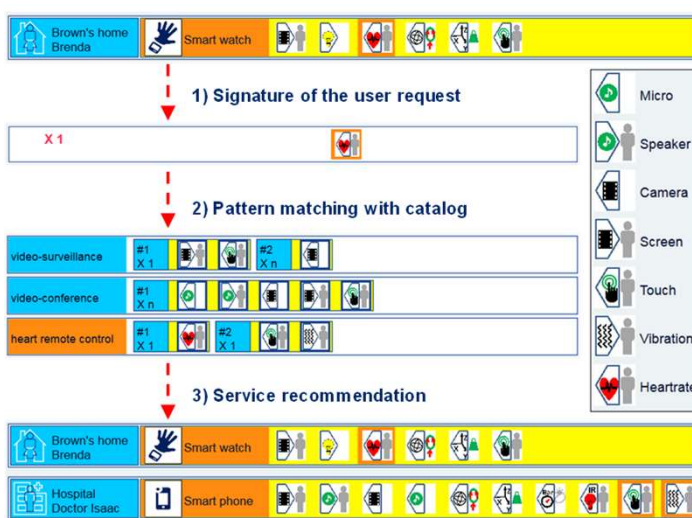 Brown's home
Brenda
Smart watch
1) Signature of the user request
X 1
Micro
Speaker
Camera
Screen
Touch
Vibration
Heartrate
2) Pattern matching with catalog
video-surveillance
#1
X 1
#2
X n
video-conference
#1
X n
heart remote control
#1
X 1
#2
X 1
3) Service recommendation
Brown's home
Brenda
Smart watch
Hospital
Doctor Isaac
Smart phone
IR